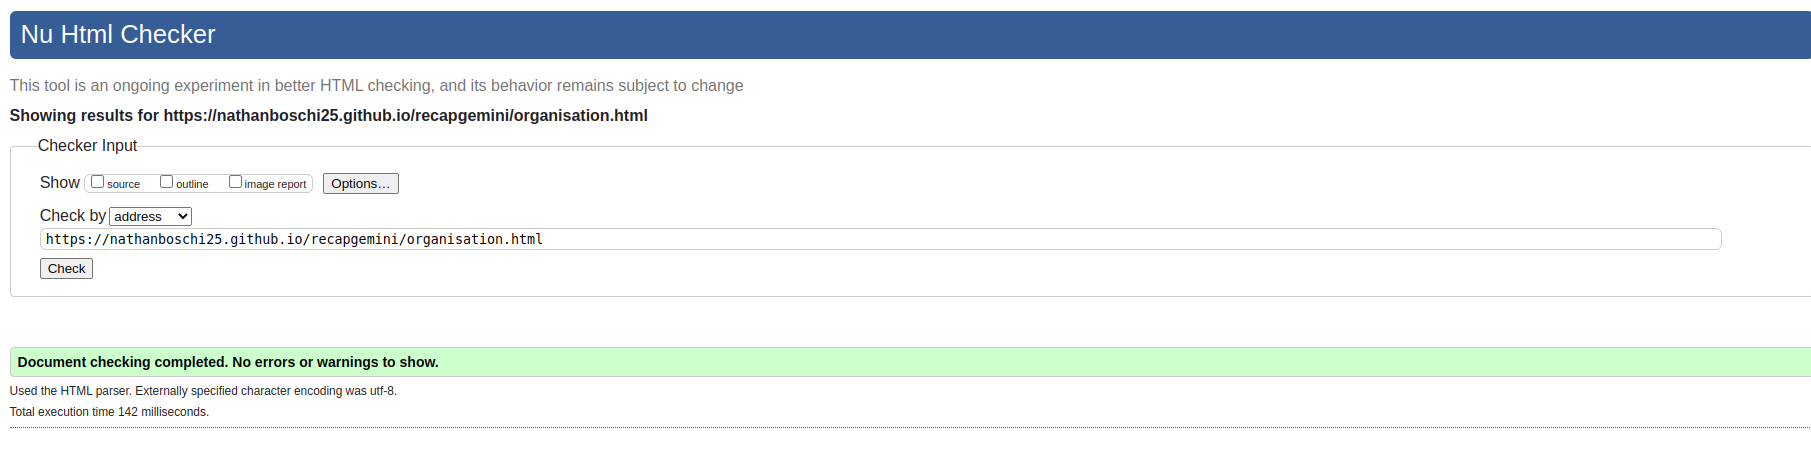 Nu Html Checker
This tool is an ongoing experiment in better HTML checking, and its behavior remains subject to change
Showing results for https://nathanboschi25.github.io/recapgemini/organisation.html
Checker Input
Show source outline image report Options…
Check by address
https://nathanboschi25.github.io/recapgemini/organisation.html
Check
Document checking completed. No errors or warnings to show.
Used the HTML parser. Externally specified character encoding was utf-8.
Total execution time 142 milliseconds.